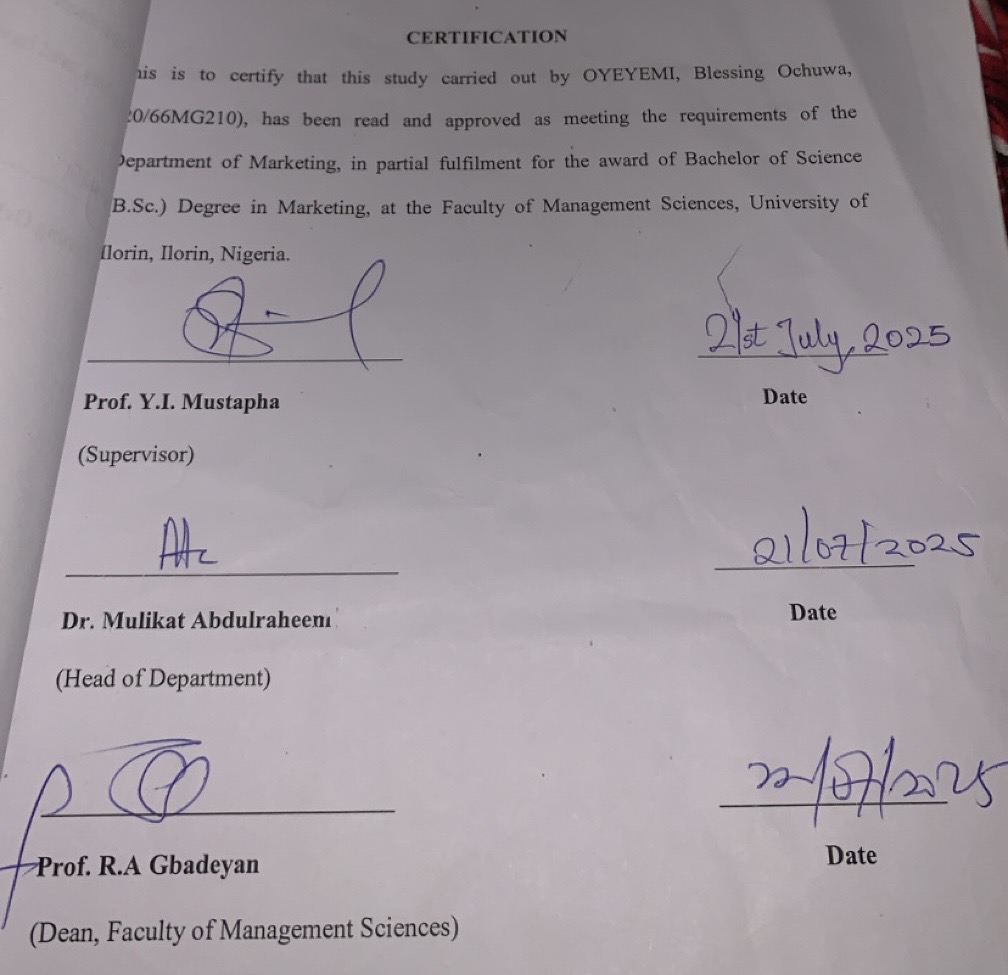 CERTIFICATION
his is to certify that this study carried out by OYEYEMI, Blessing Ochuwa,
0/66MG210), has been read and approved as meeting the requirements of the
Department of Marketing, in partial fulfilment for the award of Bachelor of Science
B.Sc.) Degree in Marketing, at the Faculty of Management Sciences, University of
Ilorin, Ilorin, Nigeria.
21st July, 2025
Prof. Y.I. Mustapha
Date
(Supervisor)
21/07/2025
Dr. Mulikat Abdulraheem
Date
(Head of Department)
22/07/2025
Prof. R.A Gbadeyan
Date
(Dean, Faculty of Management Sciences)